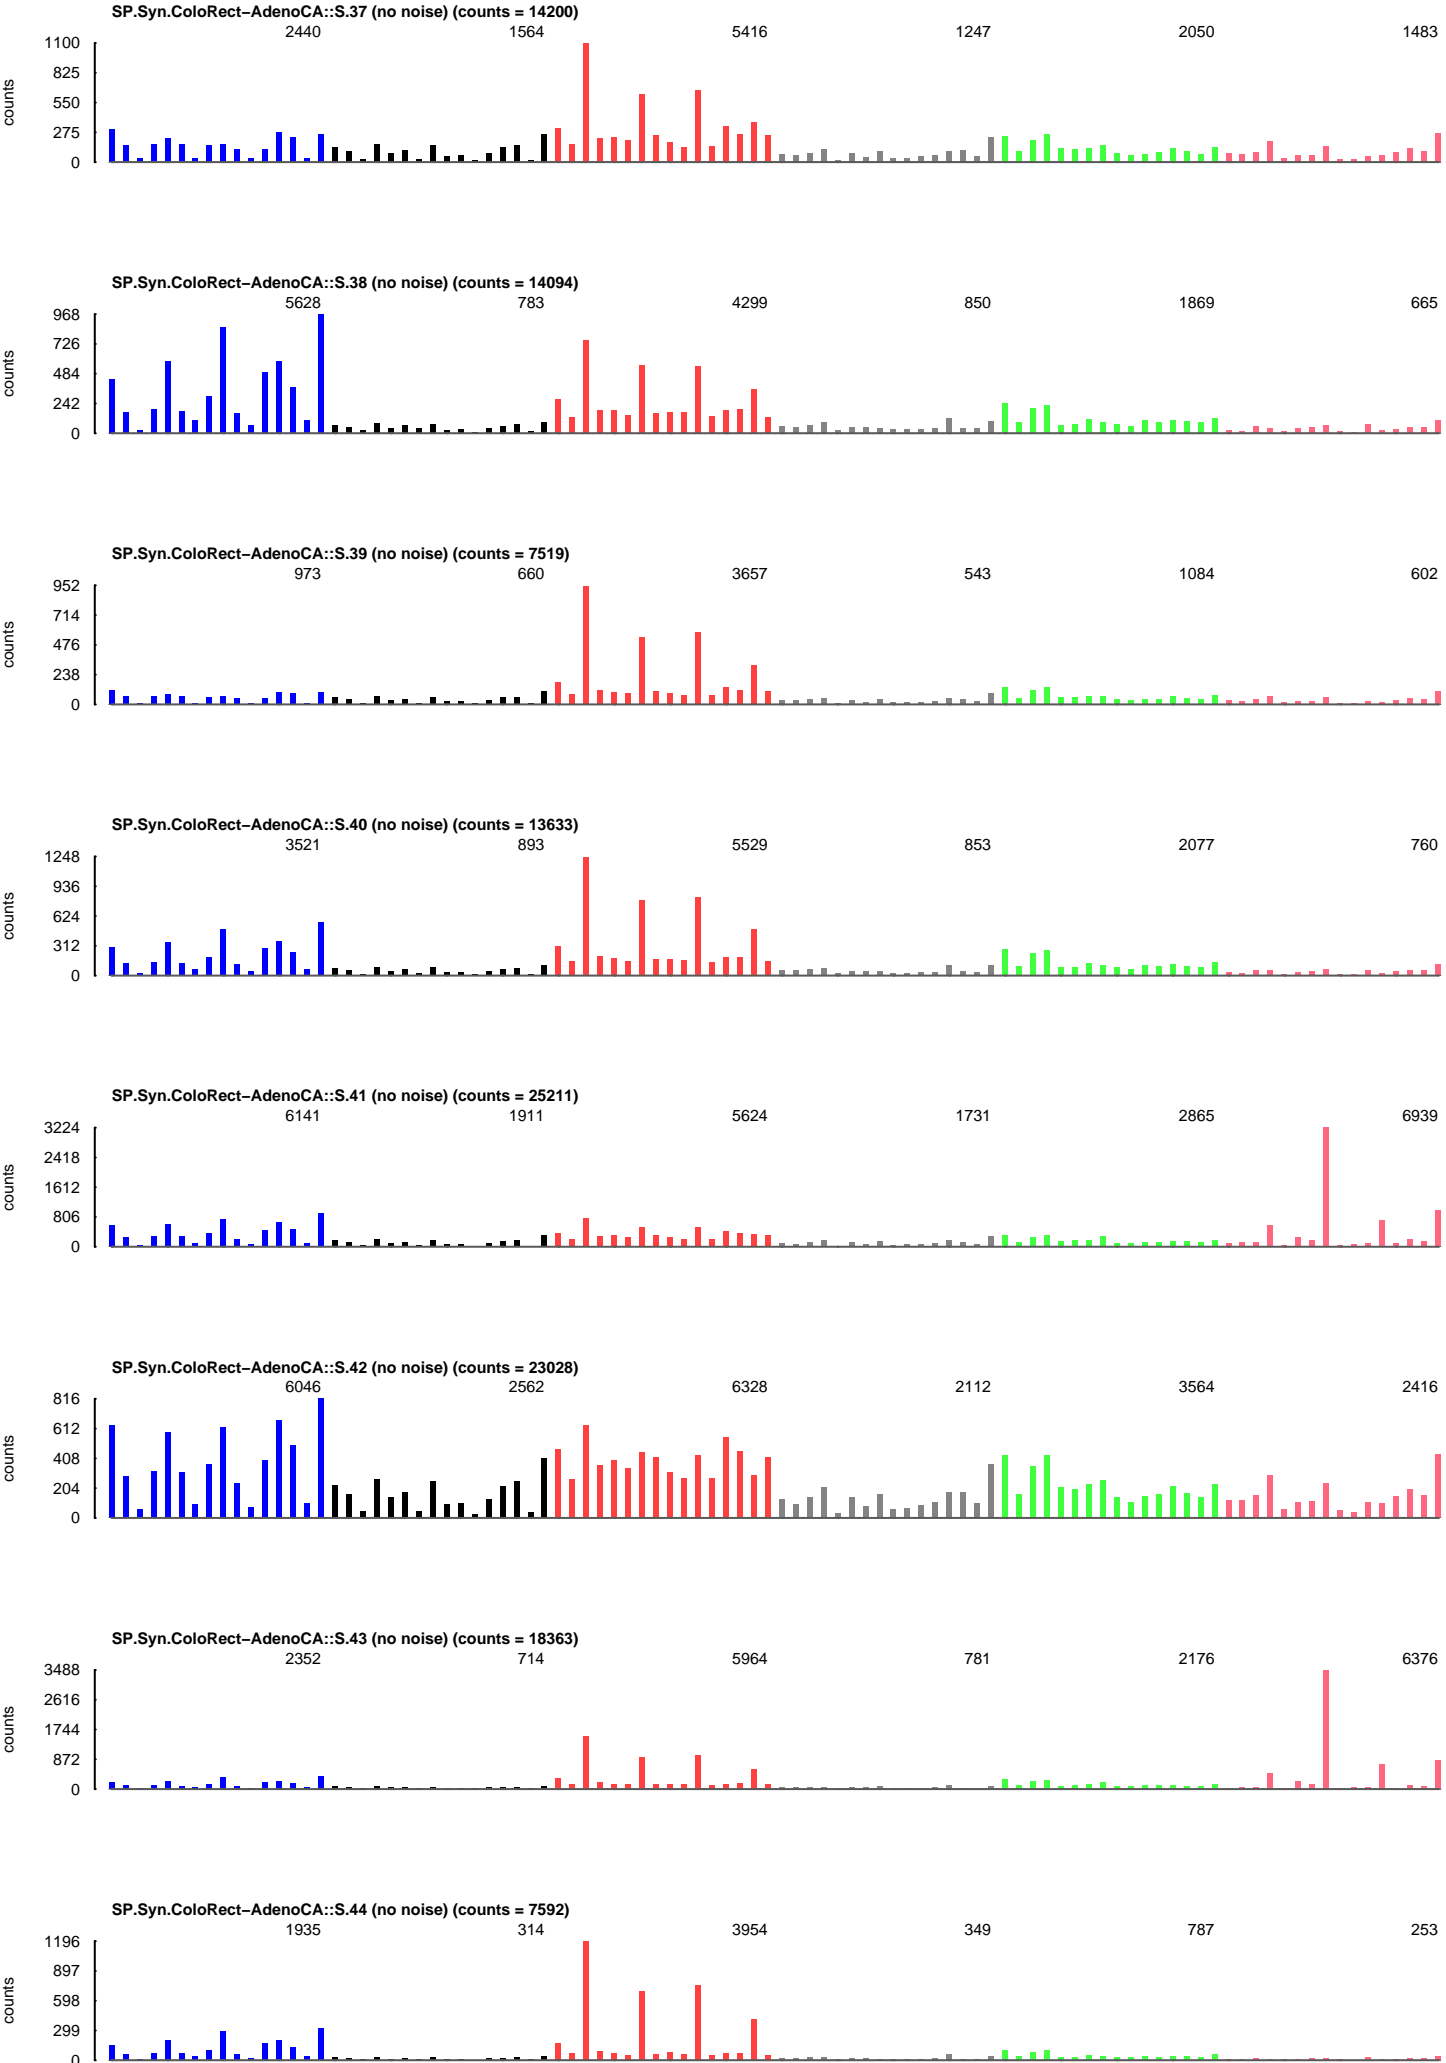 SP.Syn.ColoRect−AdenoCA::S.37 (no noise) (counts = 14200)
2440 1564 5416 1247 2050 1483
1100
825
550
275
0
counts
SP.Syn.ColoRect−AdenoCA::S.38 (no noise) (counts = 14094)
5628 783 4299 850 1869 665
968
726
484
242
0
counts
SP.Syn.ColoRect−AdenoCA::S.39 (no noise) (counts = 7519)
973 660 3657 543 1084 602
952
714
476
238
0
counts
SP.Syn.ColoRect−AdenoCA::S.40 (no noise) (counts = 13633)
3521 893 5529 853 2077 760
1248
936
624
312
0
counts
SP.Syn.ColoRect−AdenoCA::S.41 (no noise) (counts = 25211)
6141 1911 5624 1731 2865 6939
3224
2418
1612
806
0
counts
SP.Syn.ColoRect−AdenoCA::S.42 (no noise) (counts = 23028)
6046 2562 6328 2112 3564 2416
816
612
408
204
0
counts
SP.Syn.ColoRect−AdenoCA::S.43 (no noise) (counts = 18363)
2352 714 5964 781 2176 6376
3488
2616
1744
872
0
counts
SP.Syn.ColoRect−AdenoCA::S.44 (no noise) (counts = 7592)
1935 314 3954 349 787 253
1196
897
598
299
0
counts